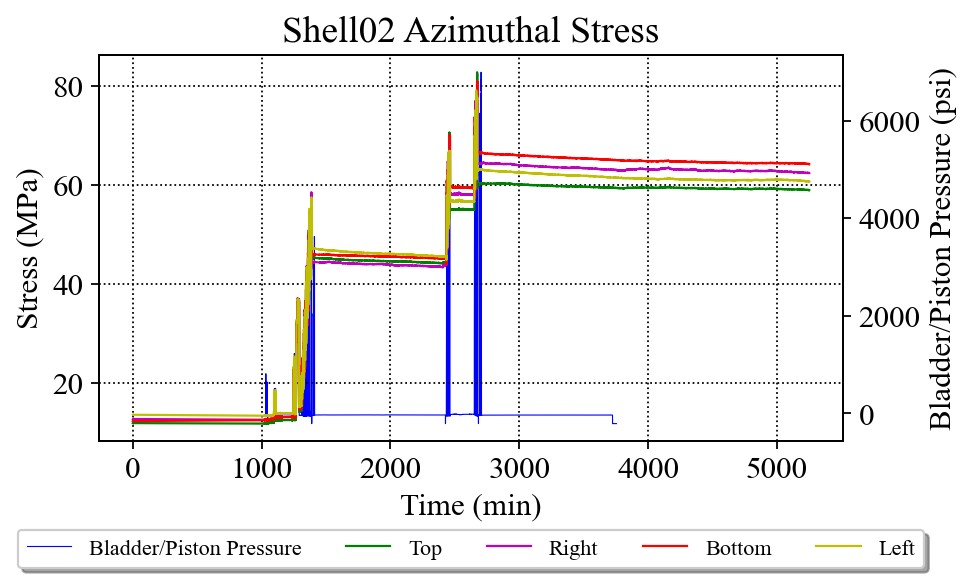 Shell02 Azimuthal Stress
80
60
40
20
Stress (MPa)
6000
4000
2000
0
Bladder/Piston Pressure (psi)
0 1000 2000 3000 4000 5000
Time (min)
Bladder/Piston Pressure Top Right Bottom Left